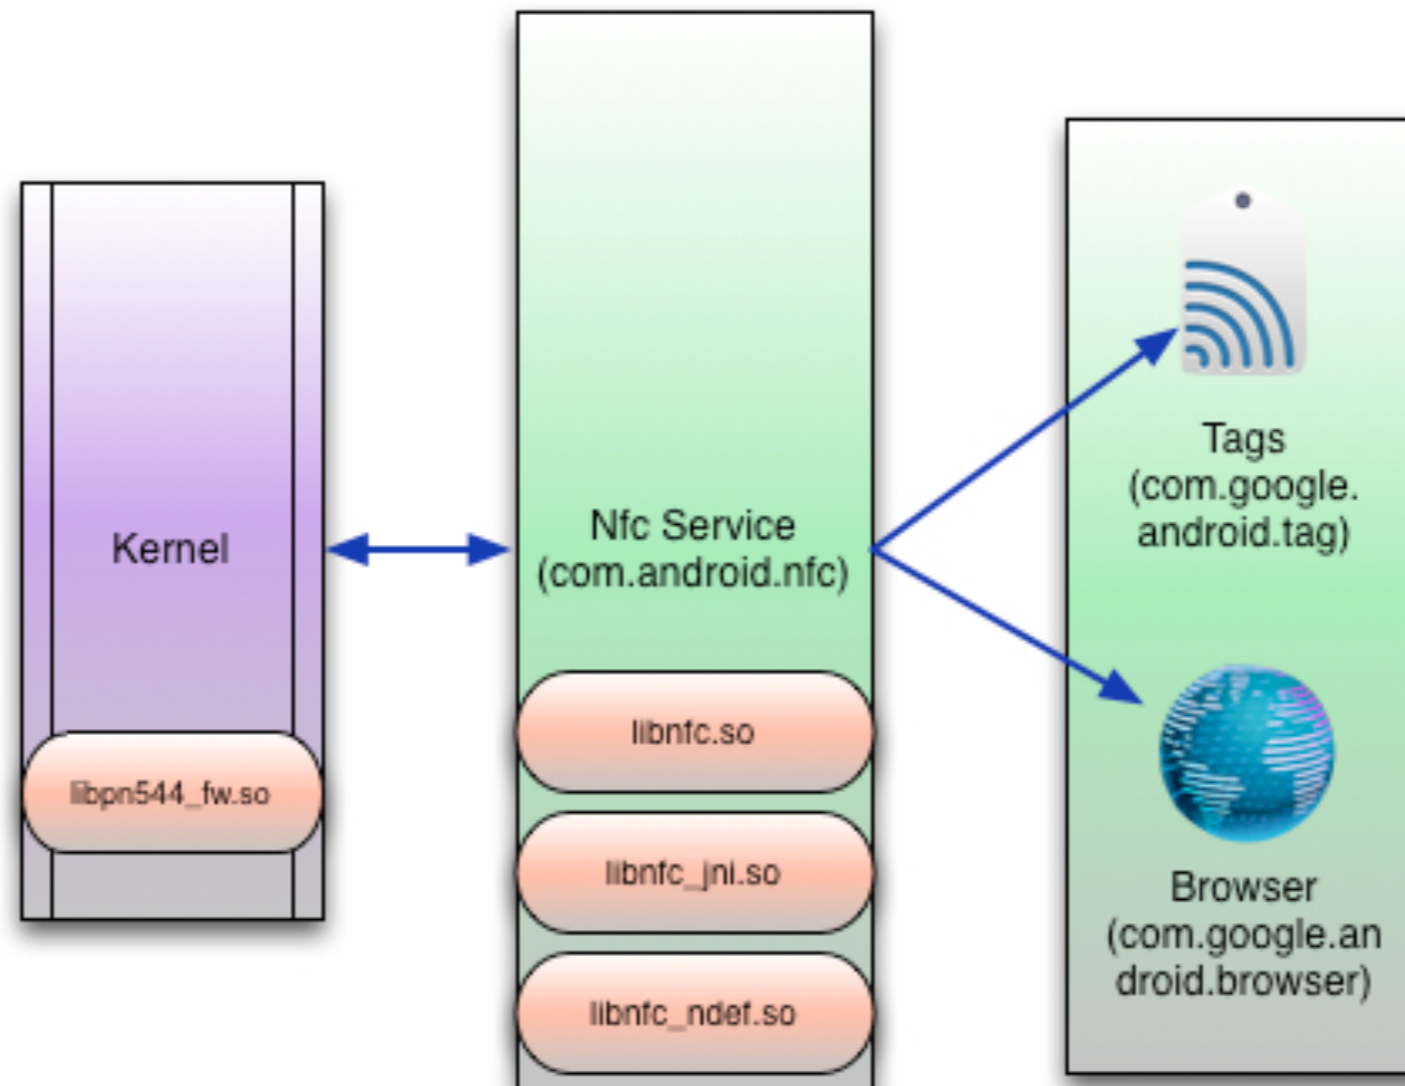 Kernel
libpn544_fw.so
Nfc Service
(com.android.nfc)
libnfc.so
libnfc_jni.so
libnfc_ndef.so
Tags
(com.google.
android.tag)
Browser
(com.google.an
droid.browser)